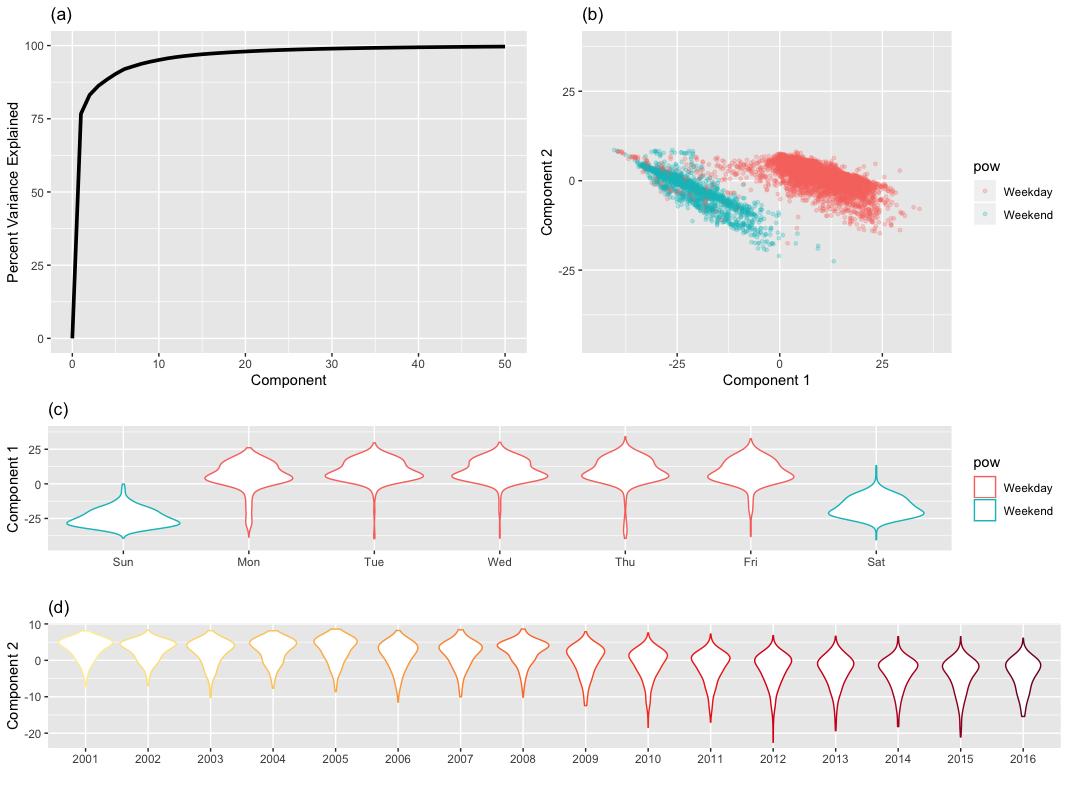 (a)
100
75
50
25
0
Percent Variance Explained
0 10 20 30 40 50
Component
(b)
25
0
-25
Component 2
-25 0 25
Component 1
pow
Weekday
Weekend
(c)
25
0
-25
Component 1
Sun Mon Tue Wed Thu Fri Sat
pow
Weekday
Weekend
(d)
10
0
-10
-20
Component 2
2001 2002 2003 2004 2005 2006 2007 2008 2009 2010 2011 2012 2013 2014 2015 2016